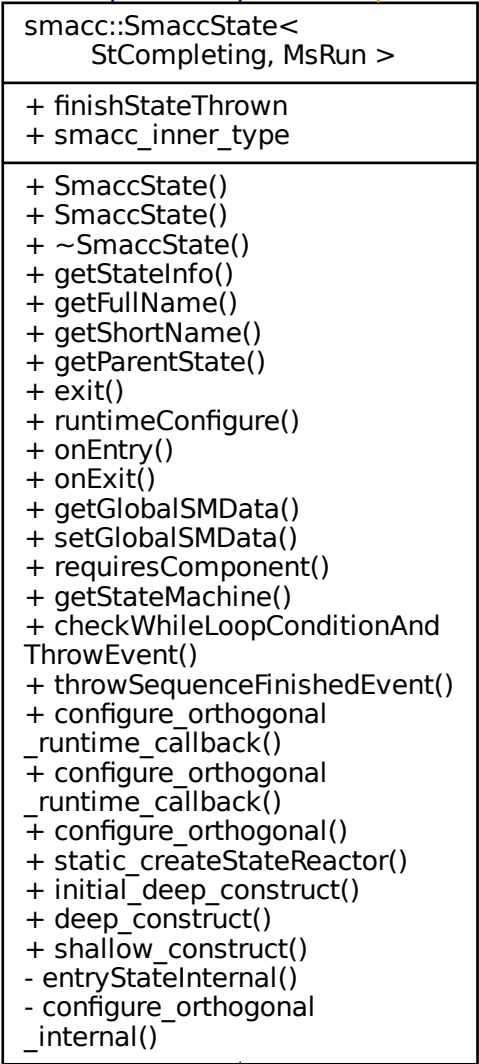 smacc::SmaccState<
StCompleting, MsRun >
+ finishStateThrown
+ smacc_inner_type
+ SmaccState()
+ SmaccState()
+ ~SmaccState()
+ getStateInfo()
+ getFullName()
+ getShortName()
+ getParentState()
+ exit()
+ runtimeConfigure()
+ onEntry()
+ onExit()
+ getGlobalSMData()
+ setGlobalSMData()
+ requiresComponent()
+ getStateMachine()
+ checkWhileLoopConditionAnd
ThrowEvent()
+ throwSequenceFinishedEvent()
+ configure_orthogonal
_runtime_callback()
+ configure_orthogonal
_runtime_callback()
+ configure_orthogonal()
+ static_createStateReactor()
+ initial_deep_construct()
+ deep_construct()
+ shallow_construct()
- entryStateInternal()
- configure_orthogonal
_internal()